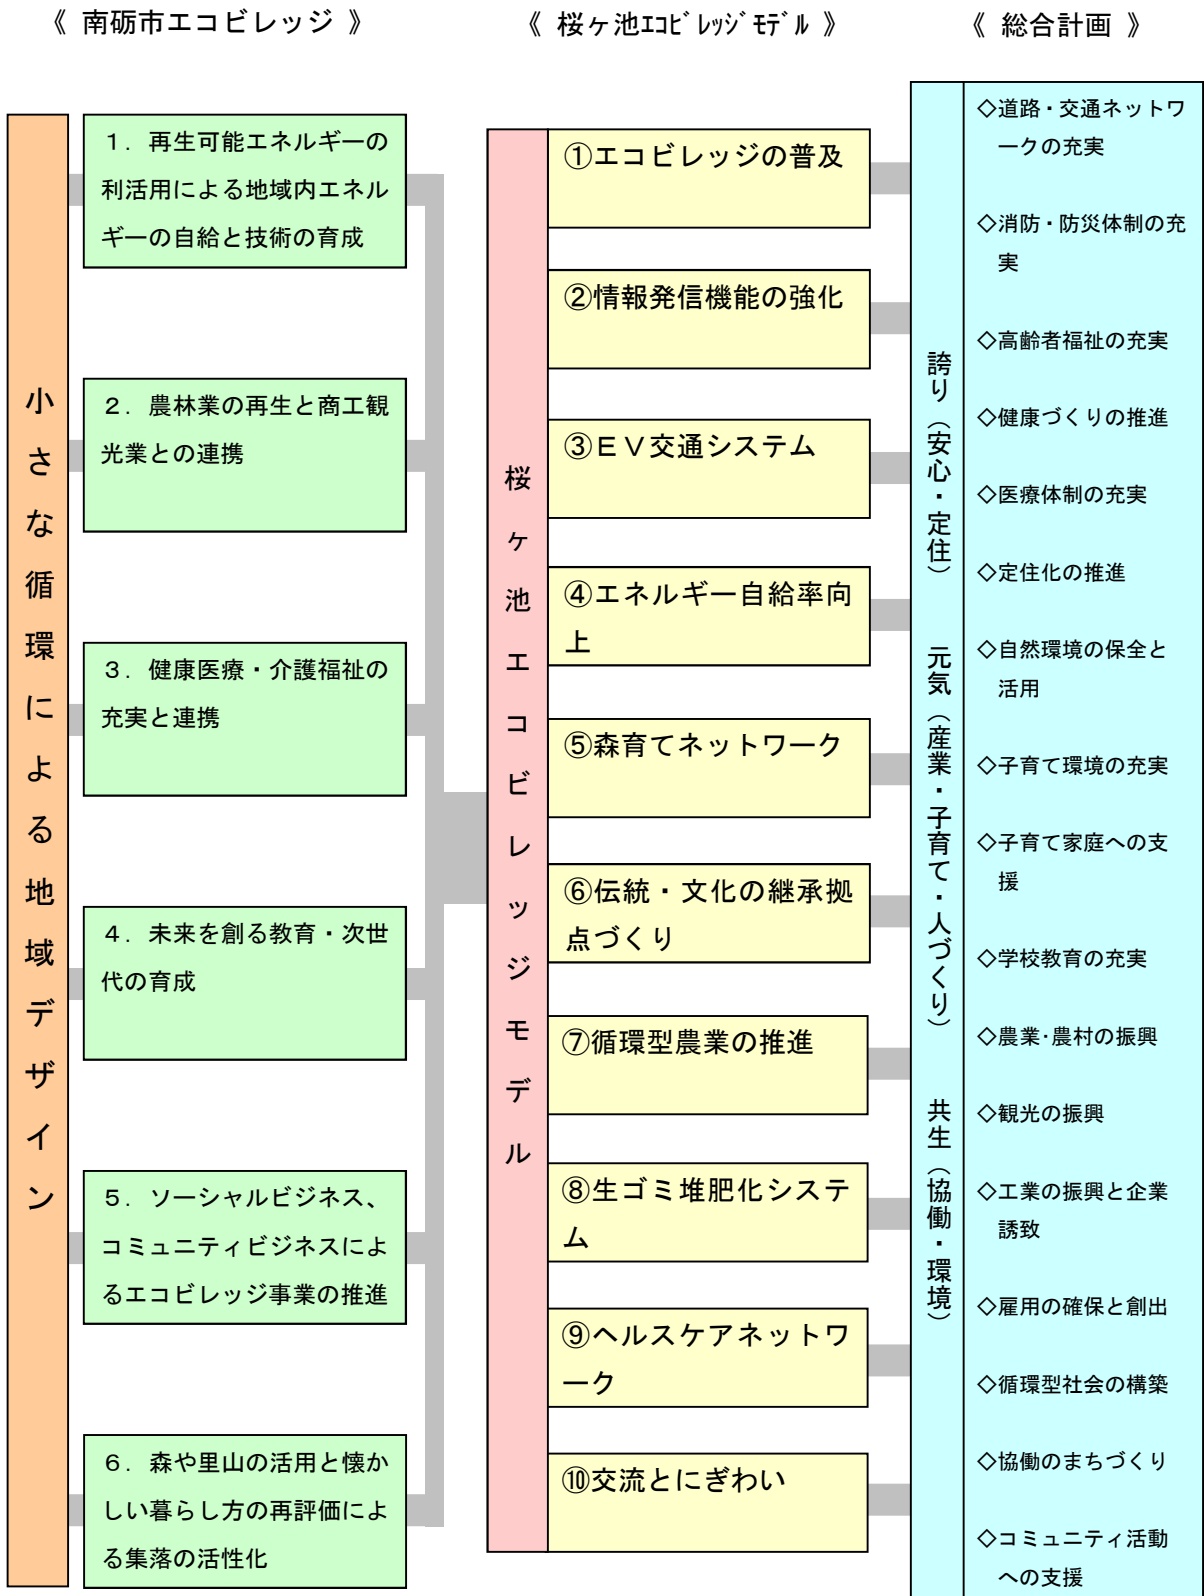 《 南砺市エコビレッジ 》
《 桜ヶ池ｴｺﾋﾞﾚｯｼﾞﾓﾃﾞﾙ 》
《 総合計画 》
小さな循環による地域デザイン
１．再生可能エネルギーの
利活用による地域内エネル
ギーの自給と技術の育成
２．農林業の再生と商工観
光業との連携
３．健康医療・介護福祉の
充実と連携
４．未来を創る教育・次世
代の育成
５．ソーシャルビジネス、
コミュニティビジネスによ
るエコビレッジ事業の推進
６．森や里山の活用と懐か
しい暮らし方の再評価によ
る集落の活性化
桜ヶ池エコビレッジモデル
①エコビレッジの普及
②情報発信機能の強化
③ＥＶ交通システム
④エネルギー自給率向
上
⑤森育てネットワーク
⑥伝統・文化の継承拠
点づくり
⑦循環型農業の推進
⑧生ゴミ堆肥化システ
ム
⑨ヘルスケアネットワ
ーク
⑩交流とにぎわい
誇り（安心・定住）
元気（産業・子育て・人づくり）
共生（協働・環境）
◇道路・交通ネットワ
ークの充実
◇消防・防災体制の充
実
◇高齢者福祉の充実
◇健康づくりの推進
◇医療体制の充実
◇定住化の推進
◇自然環境の保全と
活用
◇子育て環境の充実
◇子育て家庭への支
援
◇学校教育の充実
◇農業･農村の振興
◇観光の振興
◇工業の振興と企業
誘致
◇雇用の確保と創出
◇循環型社会の構築
◇協働のまちづくり
◇コミュニティ活動
への支援